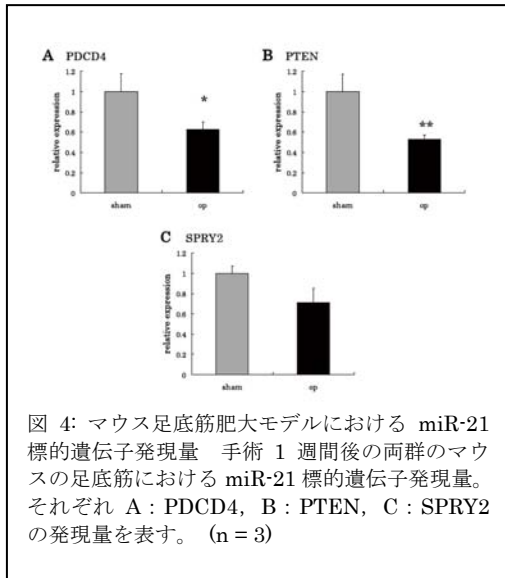 A PDCD4
B PTEN
relative expression
1.2
1
0.8
0.6
0.4
0.2
0
*
sham
op
relative expression
1.2
1
0.8
0.6
0.4
0.2
0
**
sham
op
C SPRY2
relative expression
1.2
1
0.8
0.6
0.4
0.2
0
sham
op
図 4: マウス足底筋肥大モデルにおける miR-21
標的遺伝子発現量 手術 1 週間後の両群のマウ
スの足底筋における miR-21 標的遺伝子発現量。
それぞれ A：PDCD4，B：PTEN，C：SPRY2
の発現量を表す。 (n = 3)